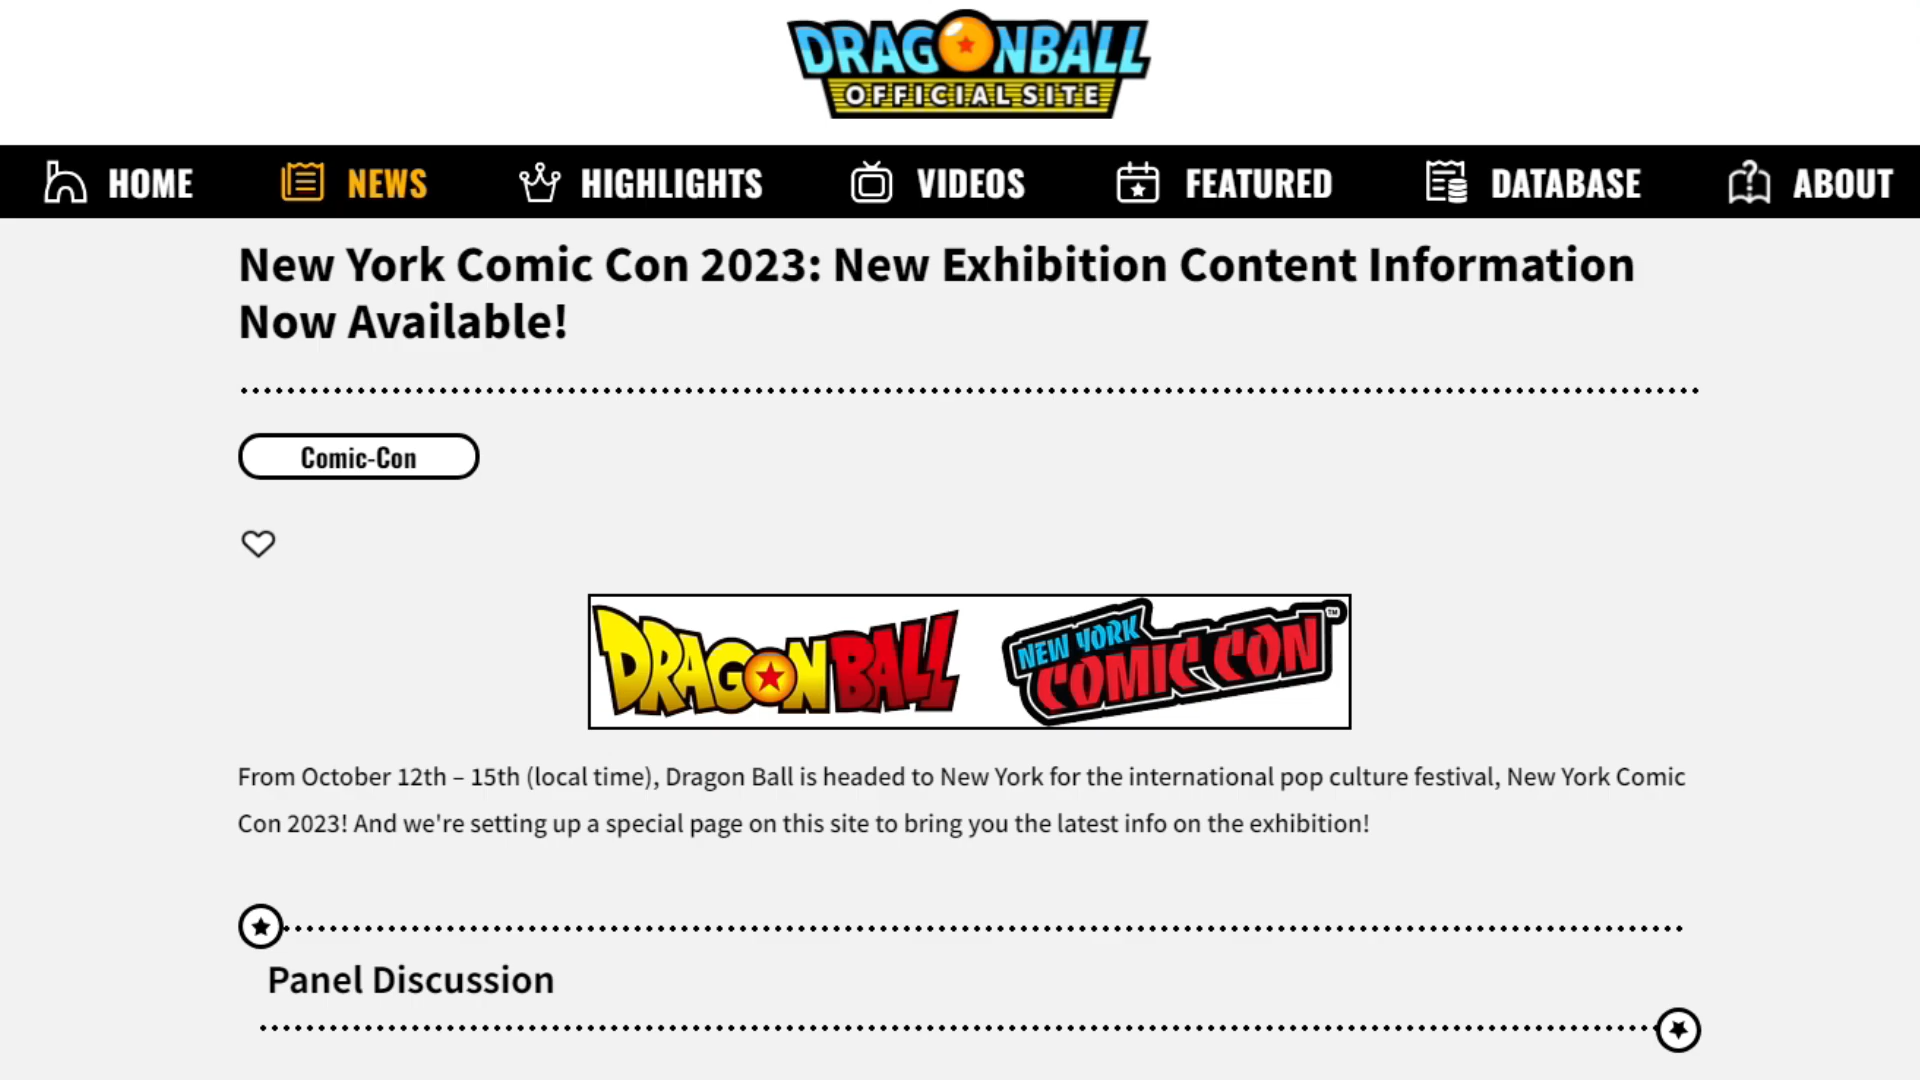 DRAGONBALL
OFFICIAL SITE
HOME NEWS HIGHLIGHTS VIDEOS FEATURED DATABASE ABOUT
New York Comic Con 2023: New Exhibition Content Information
Now Available!
Comic-Con
DRAGONBALL
NEW YORK
COMIC CON
TM
From October 12th – 15th (local time), Dragon Ball is headed to New York for the international pop culture festival, New York Comic
Con 2023! And we're setting up a special page on this site to bring you the latest info on the exhibition!
Panel Discussion